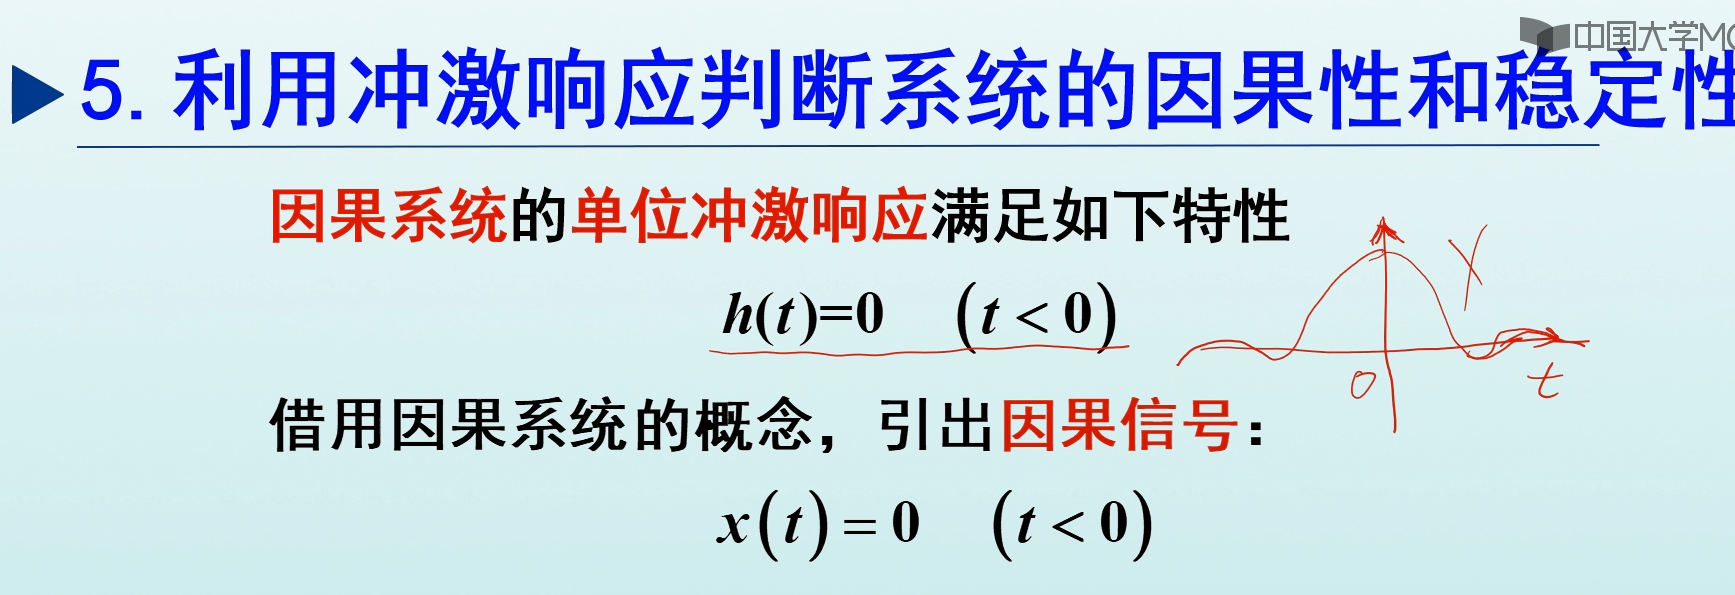 中国大学MO
5. 利用冲激响应判断系统的因果性和稳定性
因果系统的单位冲激响应满足如下特性
h(t)=0 (t < 0)
0 t
借用因果系统的概念，引出因果信号：
x(t) = 0 (t < 0)